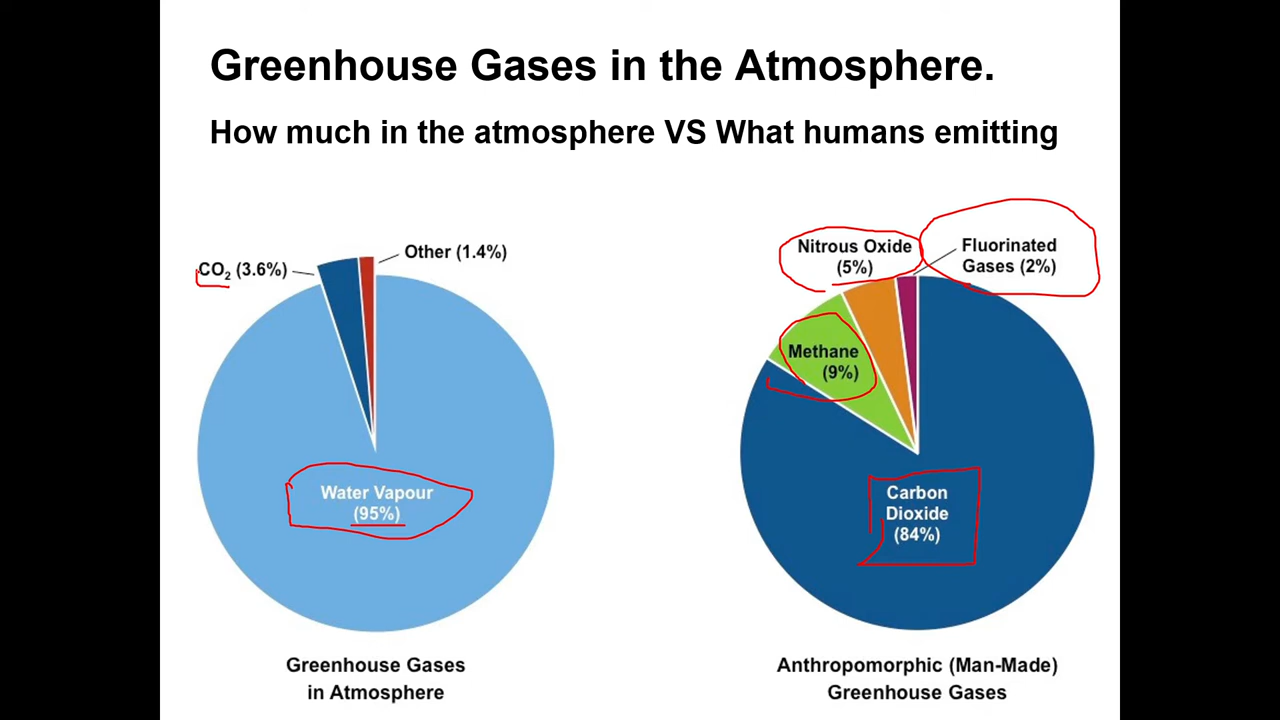 Greenhouse Gases in the Atmosphere.
How much in the atmosphere VS What humans emitting
CO₂ (3.6%)
Other (1.4%)
Water Vapour
(95%)
Greenhouse Gases
in Atmosphere
Nitrous Oxide
(5%)
Fluorinated
Gases (2%)
Methane
(9%)
Carbon
Dioxide
(84%)
Anthropomorphic (Man-Made)
Greenhouse Gases